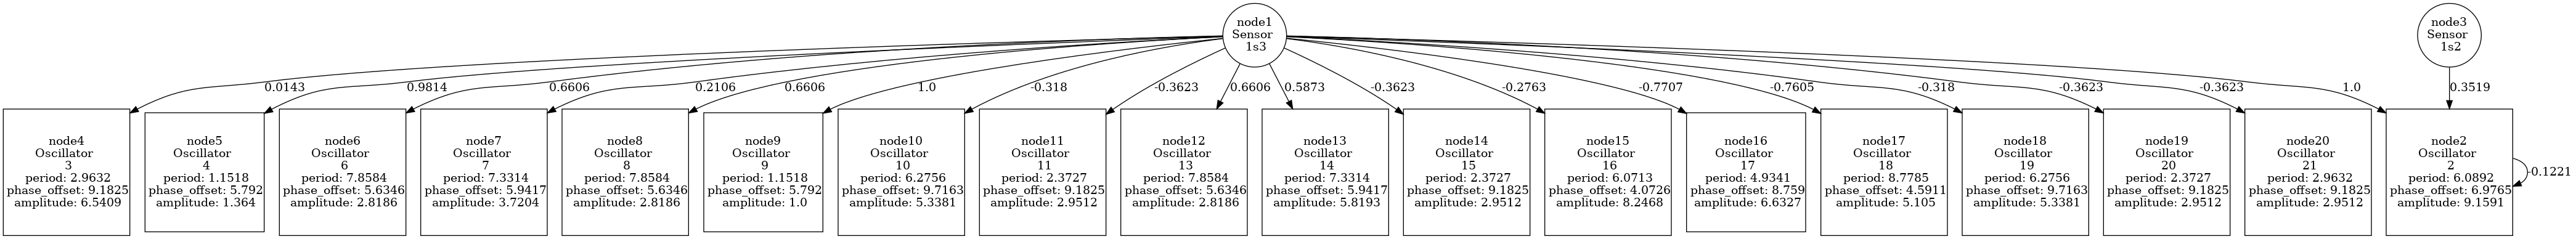 node1
Sensor
1s3
node3
Sensor
1s2
0.0143
0.9814
0.6606
0.2106
0.6606
1.0
-0.318
-0.3623
0.6606
0.5873
-0.3623
-0.2763
-0.7707
-0.7605
-0.318
-0.3623
-0.3623
1.0
0.3519
node4
Oscillator
3
period: 2.9632
phase_offset: 9.1825
amplitude: 6.5409
node5
Oscillator
4
period: 1.1518
phase_offset: 5.792
amplitude: 1.364
node6
Oscillator
6
period: 7.8584
phase_offset: 5.6346
amplitude: 2.8186
node7
Oscillator
7
period: 7.3314
phase_offset: 5.9417
amplitude: 3.7204
node8
Oscillator
8
period: 7.8584
phase_offset: 5.6346
amplitude: 2.8186
node9
Oscillator
9
period: 1.1518
phase_offset: 5.792
amplitude: 1.0
node10
Oscillator
10
period: 6.2756
phase_offset: 9.7163
amplitude: 5.3381
node11
Oscillator
11
period: 2.3727
phase_offset: 9.1825
amplitude: 2.9512
node12
Oscillator
13
period: 7.8584
phase_offset: 5.6346
amplitude: 2.8186
node13
Oscillator
14
period: 7.3314
phase_offset: 5.9417
amplitude: 5.8193
node14
Oscillator
15
period: 2.3727
phase_offset: 9.1825
amplitude: 2.9512
node15
Oscillator
16
period: 6.0713
phase_offset: 4.0726
amplitude: 8.2468
node16
Oscillator
17
period: 4.9341
phase_offset: 8.759
amplitude: 6.6327
node17
Oscillator
18
period: 8.7785
phase_offset: 4.5911
amplitude: 5.105
node18
Oscillator
19
period: 6.2756
phase_offset: 9.7163
amplitude: 5.3381
node19
Oscillator
20
period: 2.3727
phase_offset: 9.1825
amplitude: 2.9512
node20
Oscillator
21
period: 2.9632
phase_offset: 9.1825
amplitude: 2.9512
node2
Oscillator
2
period: 6.0892
phase_offset: 6.9765
amplitude: 9.1591
-0.1221